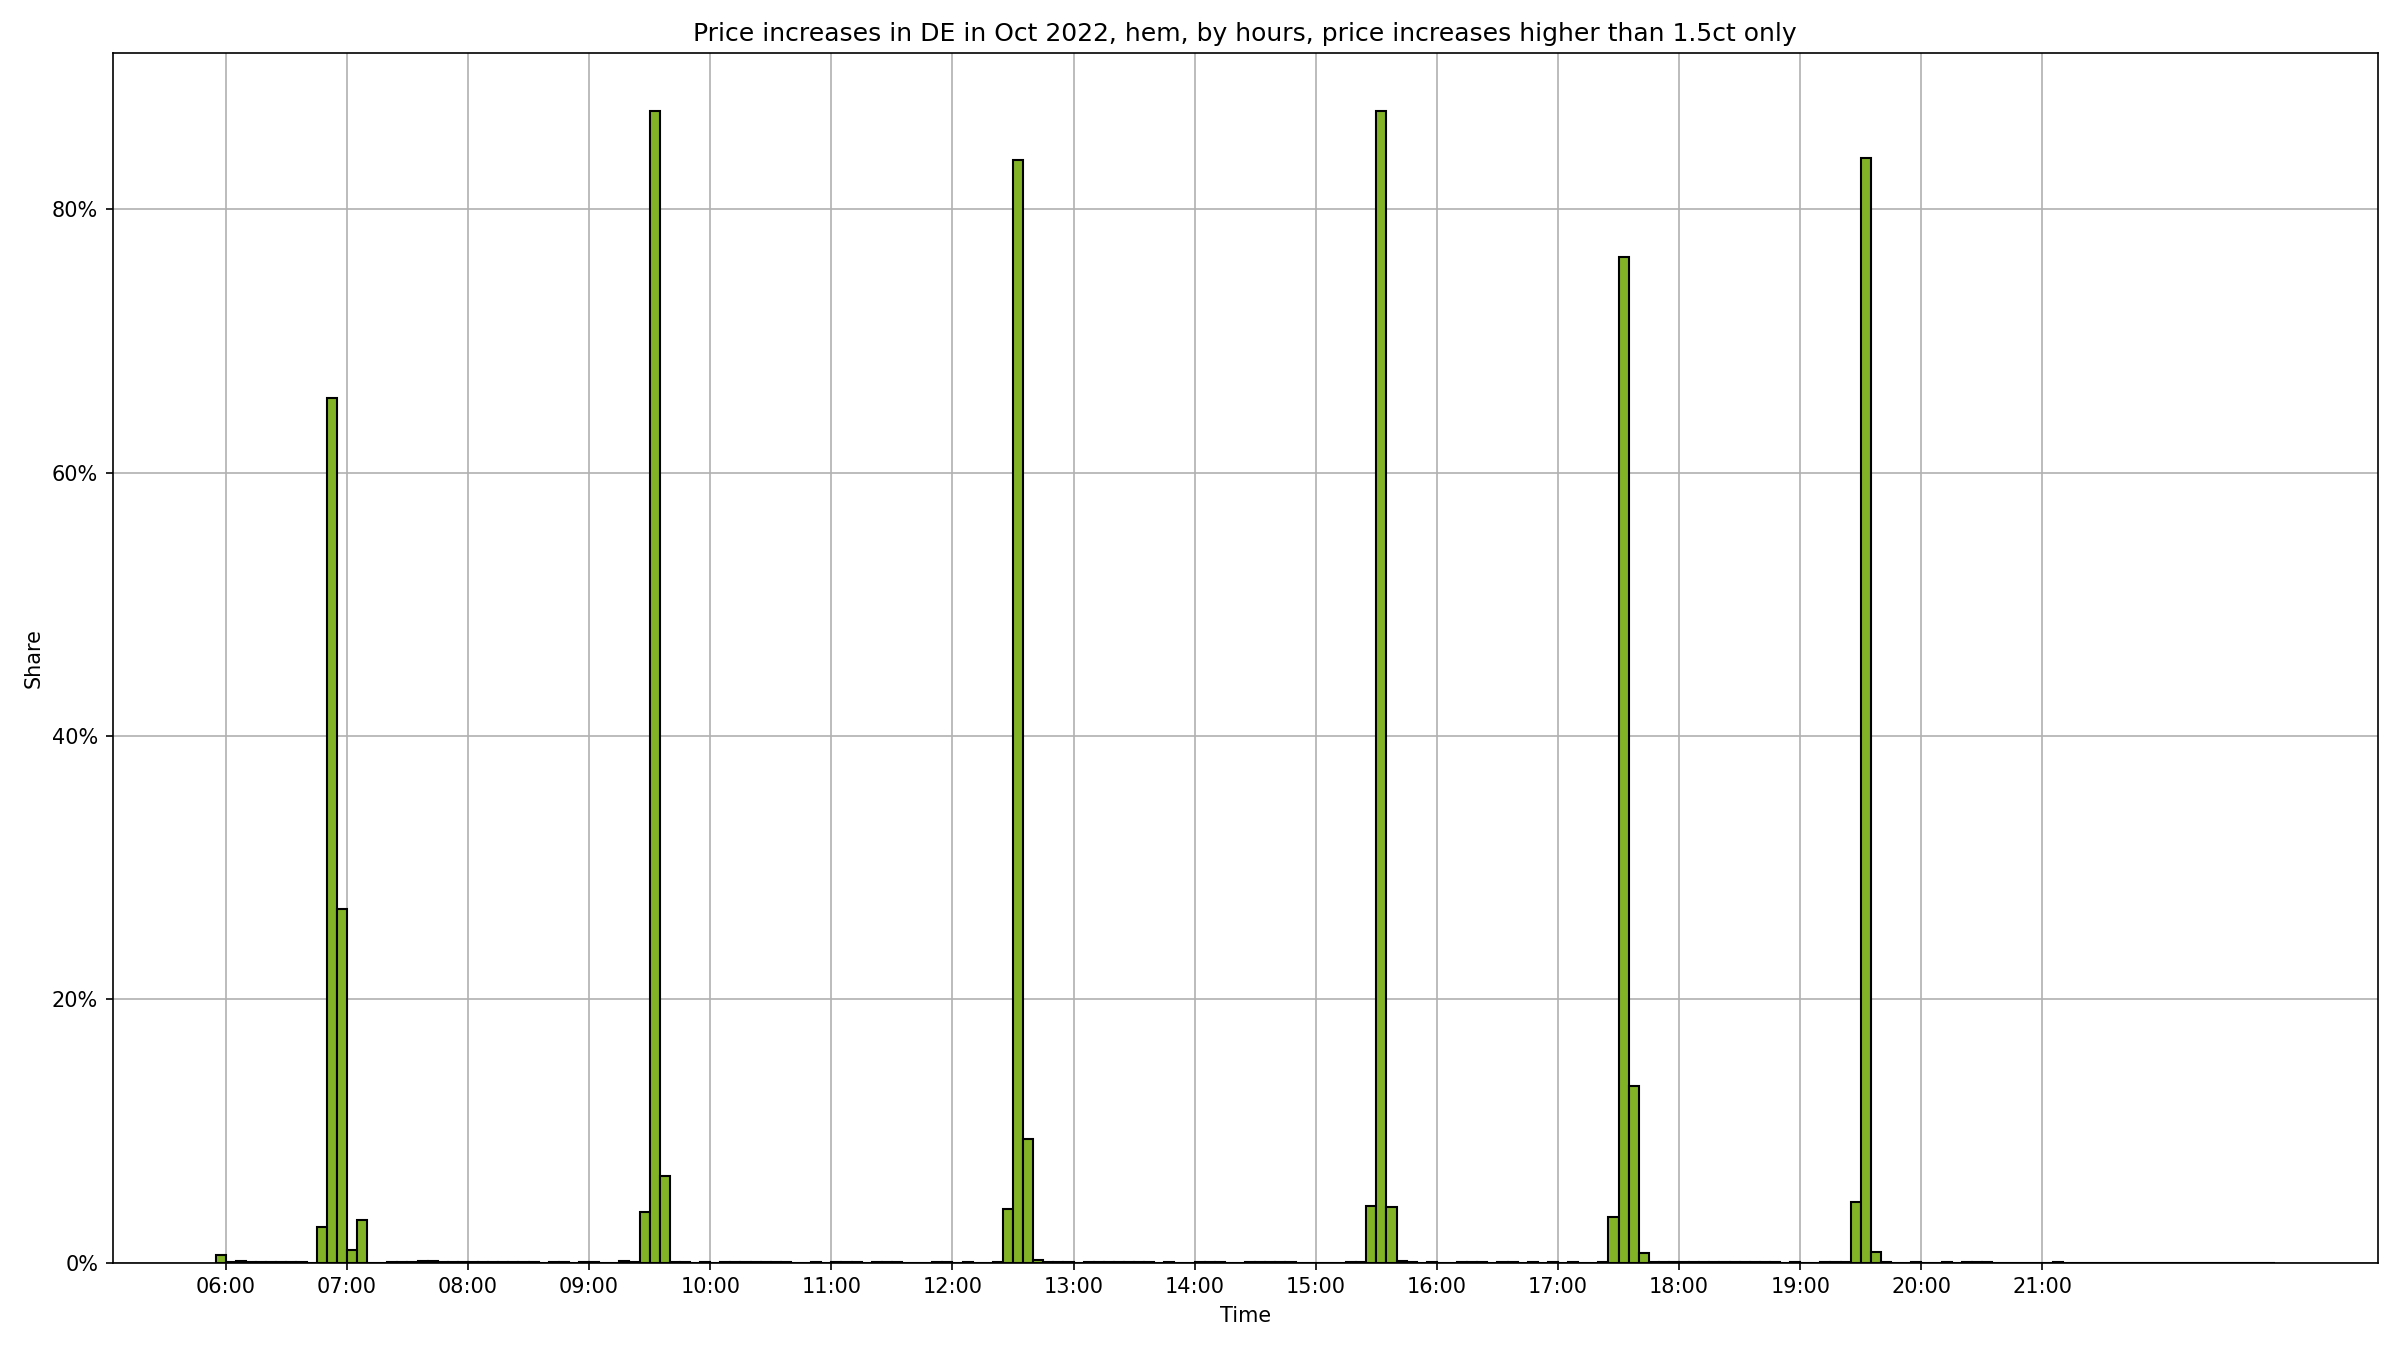 Price increases in DE in Oct 2022, hem, by hours, price increases higher than 1.5ct only
Share
80%
60%
40%
20%
0%
06:00 07:00 08:00 09:00 10:00 11:00 12:00 13:00 14:00 15:00 16:00 17:00 18:00 19:00 20:00 21:00
Time